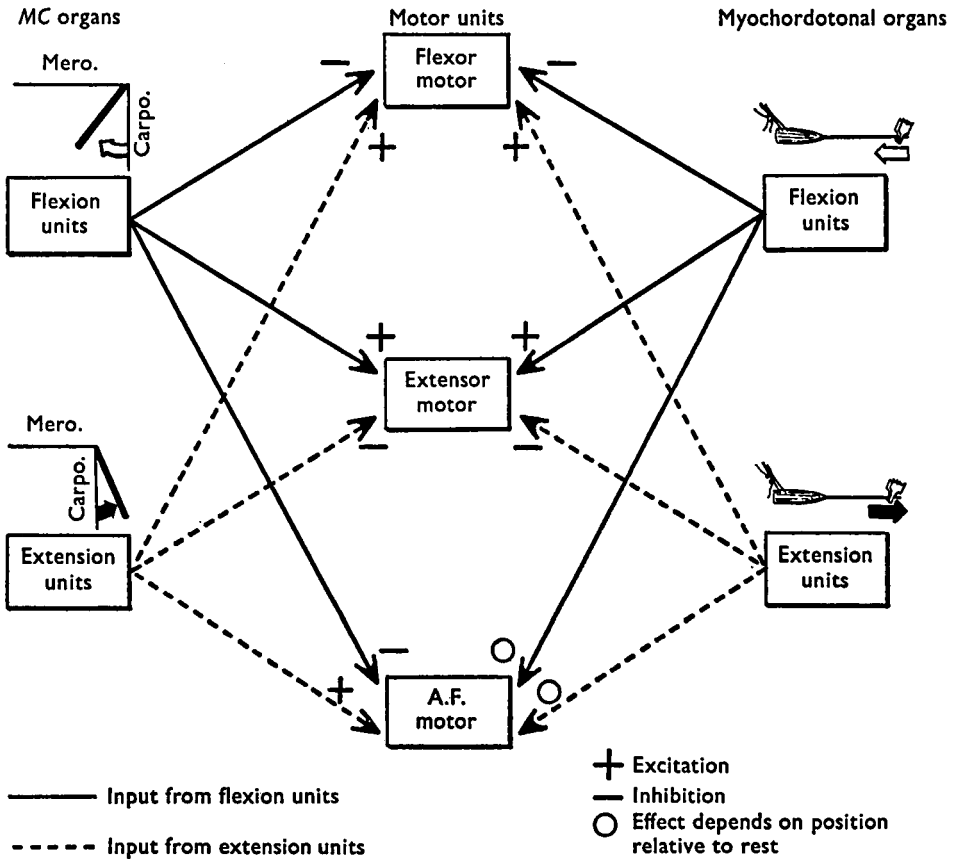 MC organs
Motor units
Myochordotonal organs
Mero.
Carpo.
Flexor
motor
−
−
+
+
Flexion
units
Flexion
units
+
+
Extensor
motor
−
−
Mero.
Carpo.
Extension
units
Extension
units
−
+
A.F.
motor
+ Excitation
− Inhibition
Effect depends on position
relative to rest
Input from flexion units
Input from extension units